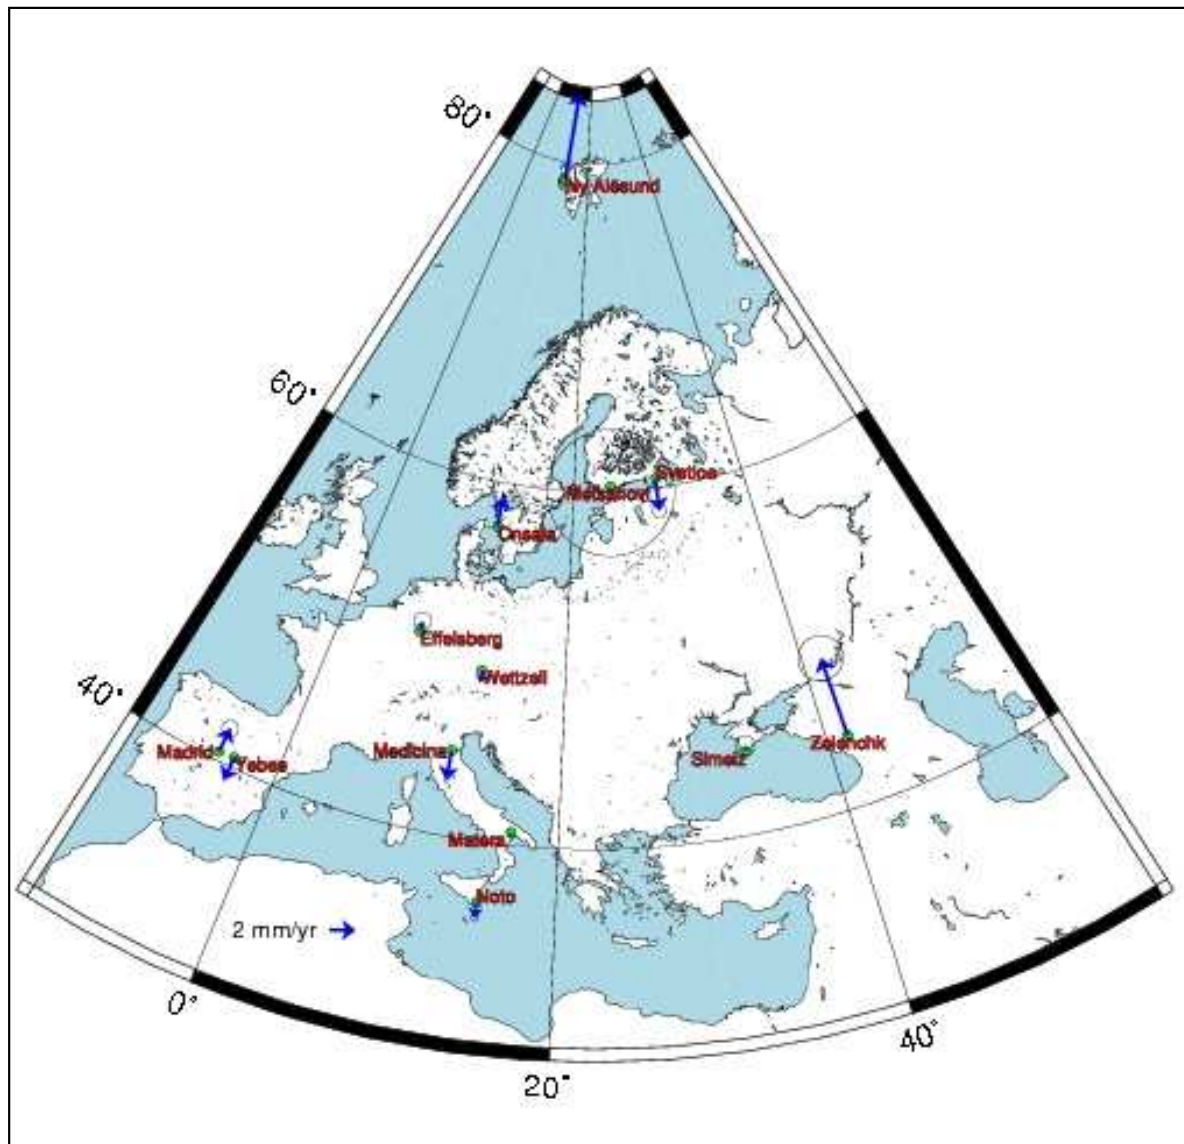 80°
Ny Alesund
60°
Svetloe
Metsahovi
Onsala
Effelsberg
Wettzell
40°
Madrid
Yebes
Medicina
Simeiz
Zelenchk
Matera
Noto
2 mm/yr
0°
20°
40°